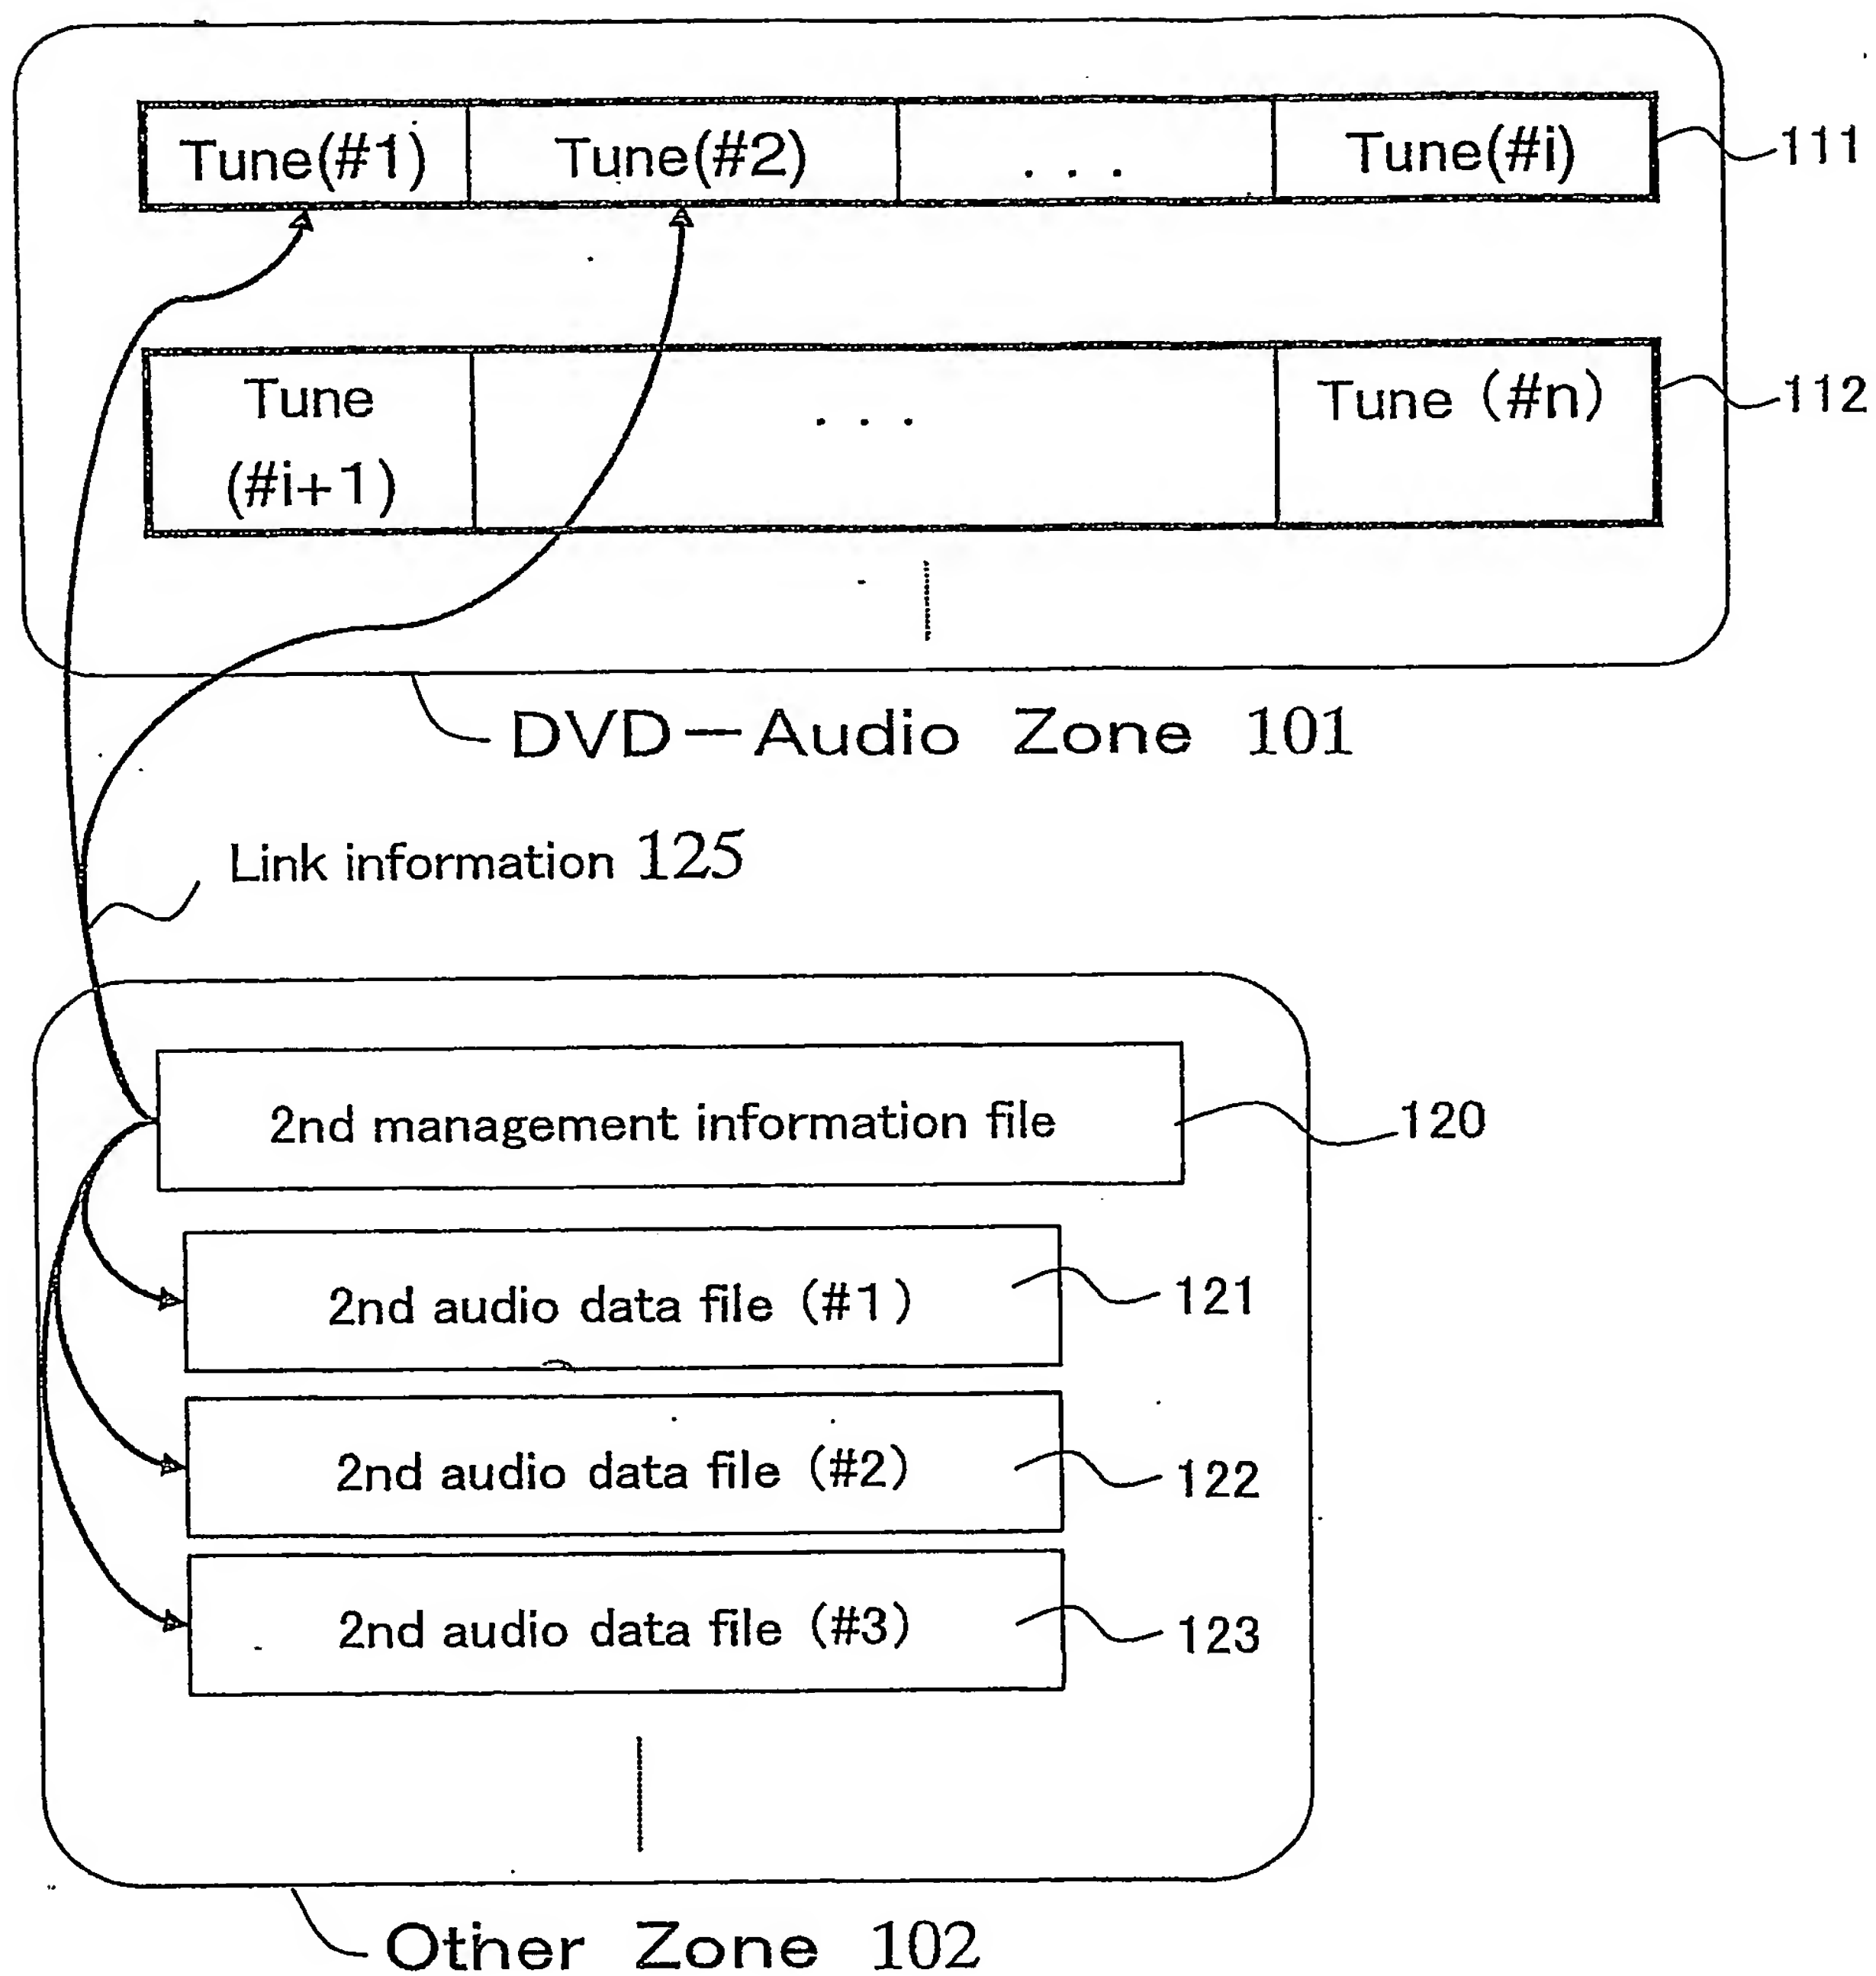 Tune(#1) Tune(#2) . . . Tune(#i) 111
Tune (#i+1) . . . Tune (#n) 112
DVD－Audio Zone 101
Link information 125
2nd management information file 120
2nd audio data file (#1) 121
2nd audio data file (#2) 122
2nd audio data file (#3) 123
Other Zone 102